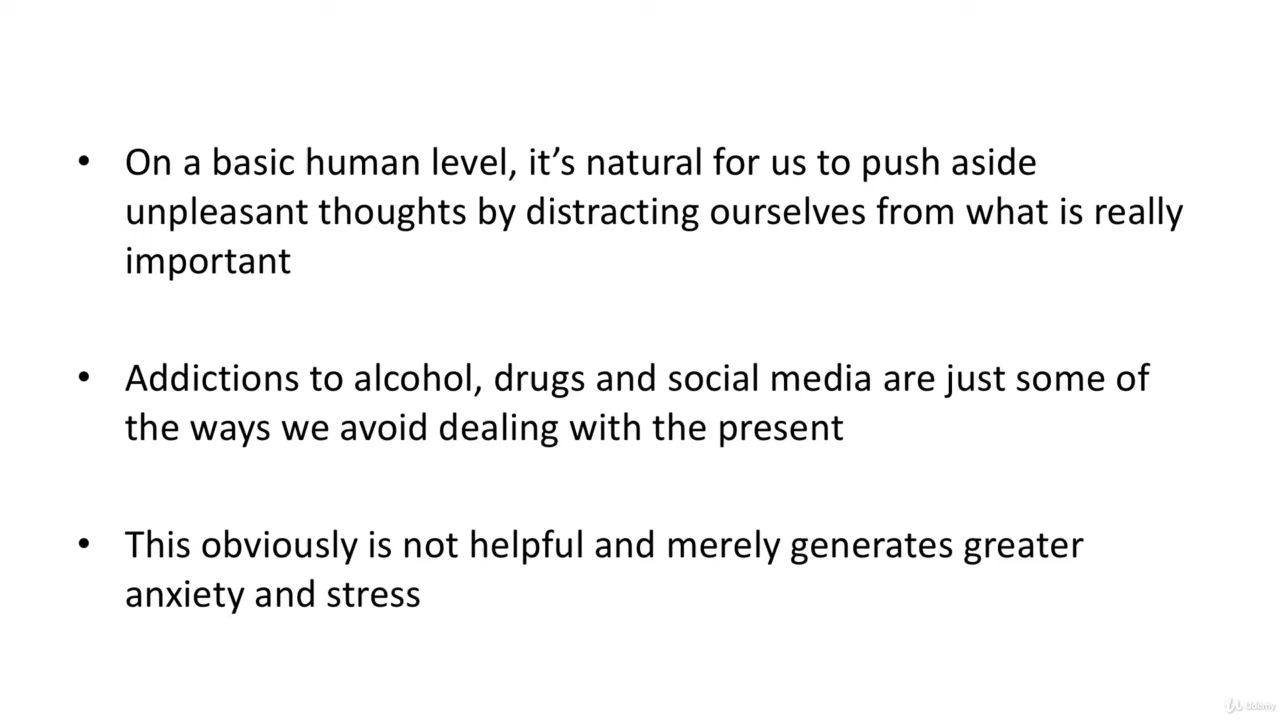 • On a basic human level, it’s natural for us to push aside
unpleasant thoughts by distracting ourselves from what is really
important
• Addictions to alcohol, drugs and social media are just some of
the ways we avoid dealing with the present
• This obviously is not helpful and merely generates greater
anxiety and stress
Udemy